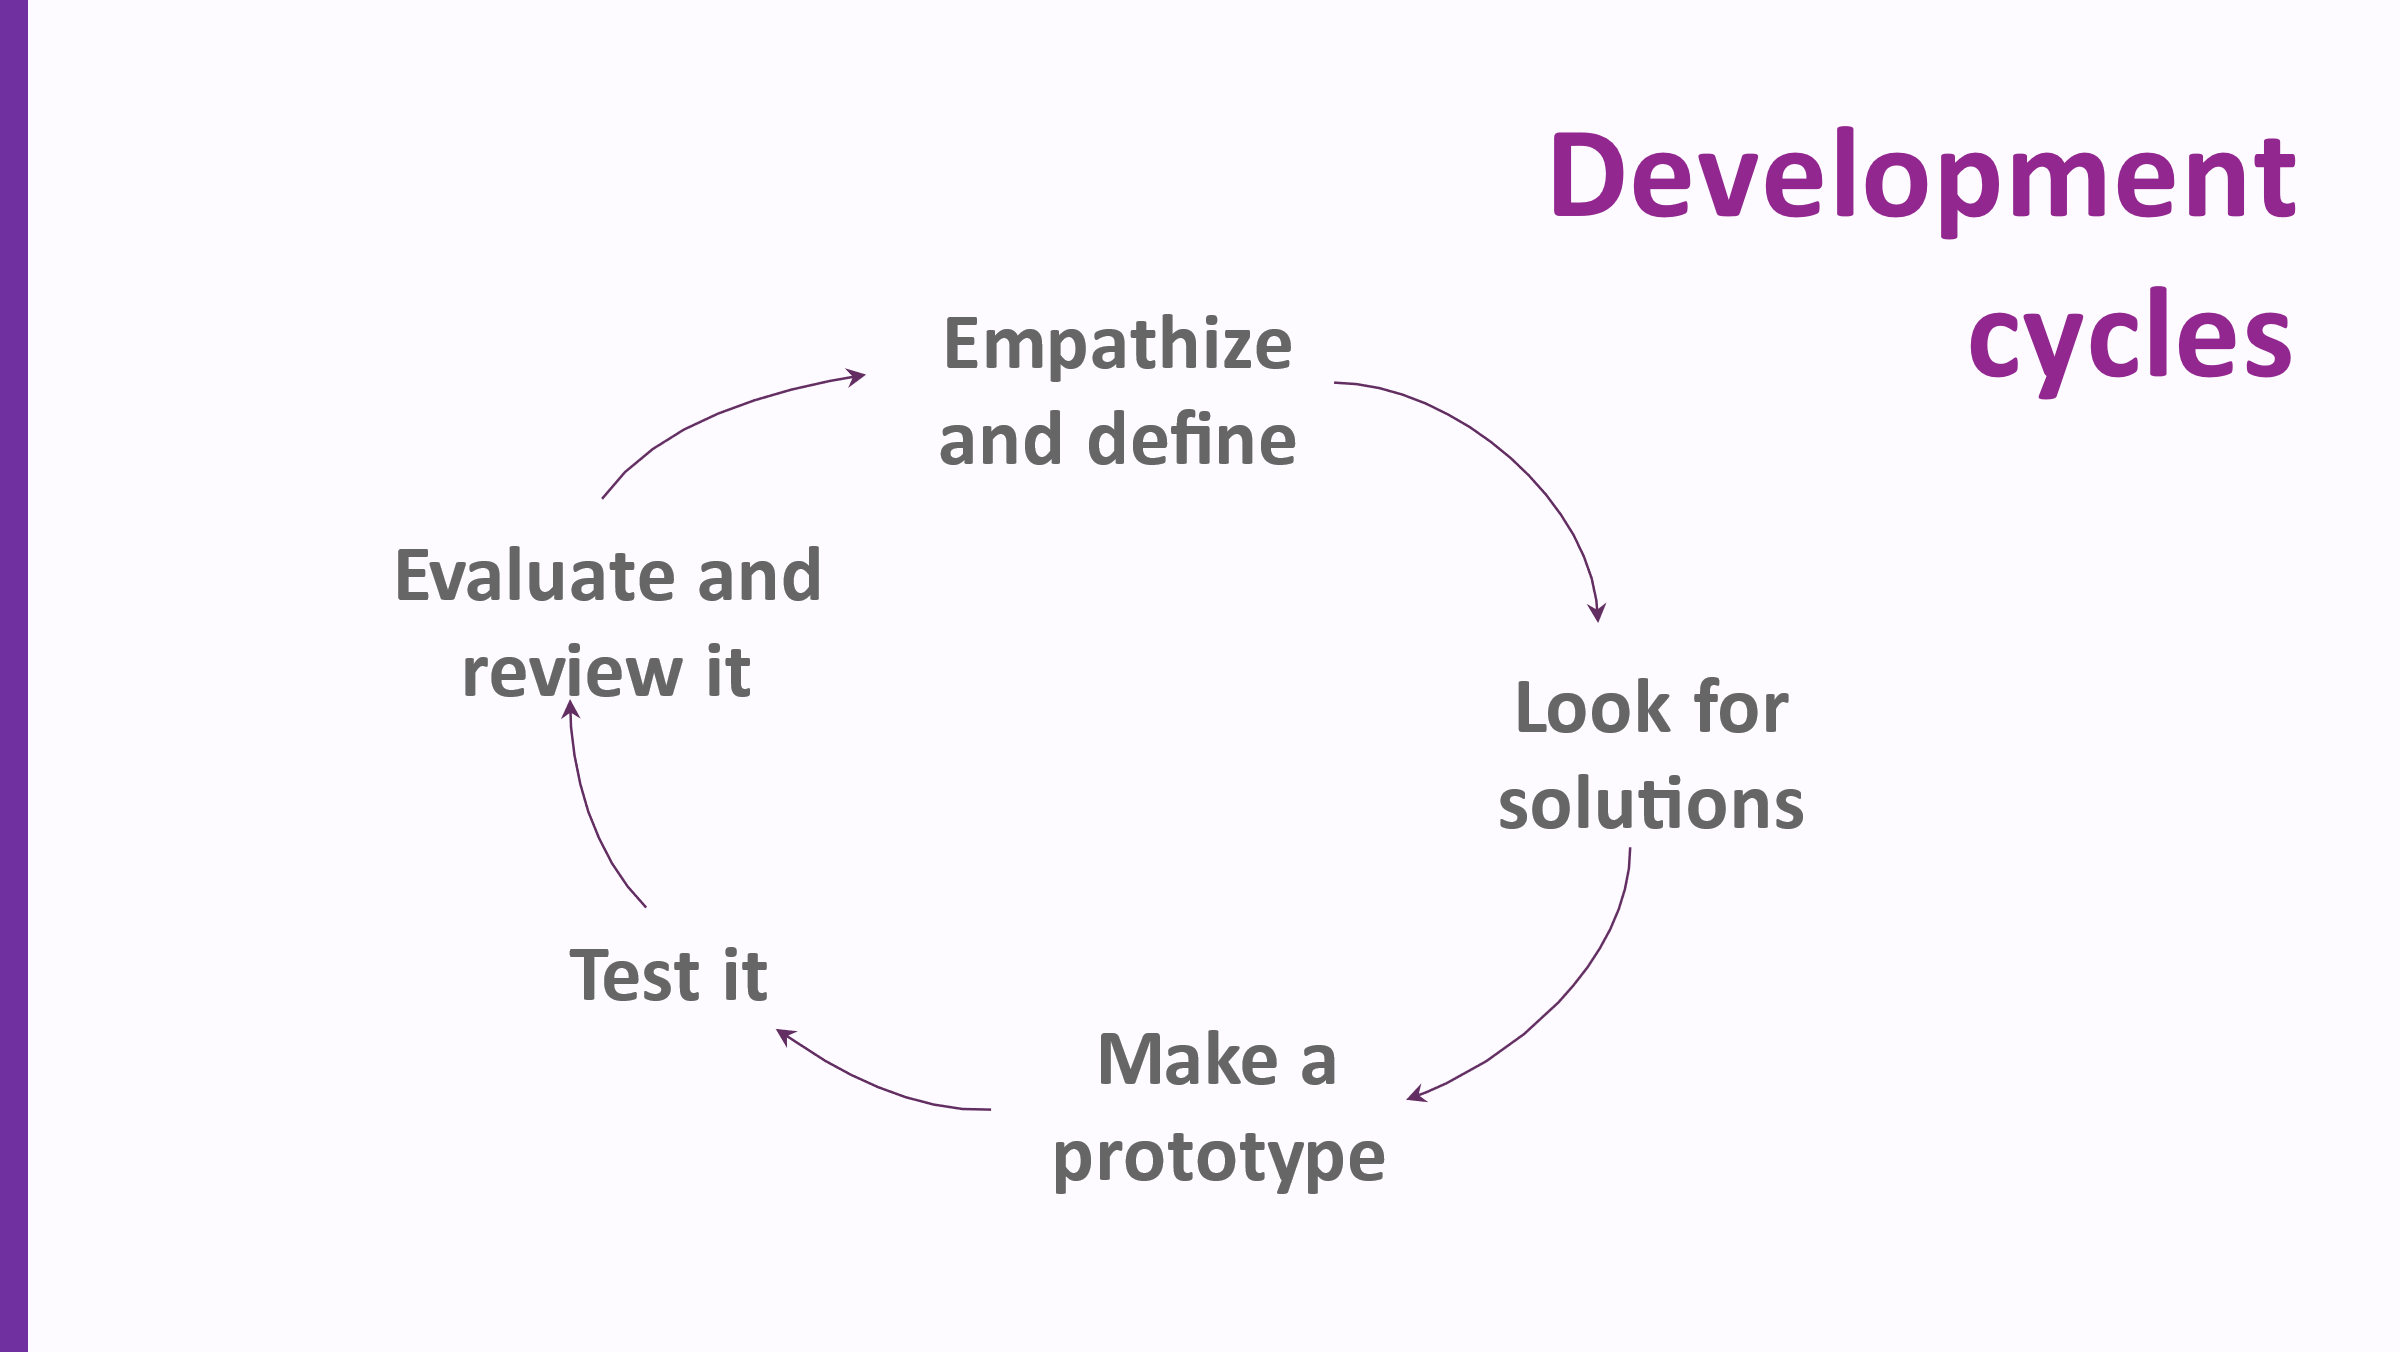 Development
cycles
Empathize
and define
Look for
solutions
Make a
prototype
Test it
Evaluate and
review it